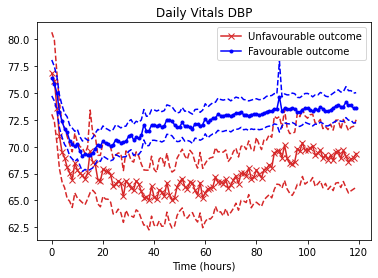 Daily Vitals DBP
Unfavourable outcome
Favourable outcome
80.0
77.5
75.0
72.5
70.0
67.5
65.0
62.5
0 20 40 60 80 100 120
Time (hours)